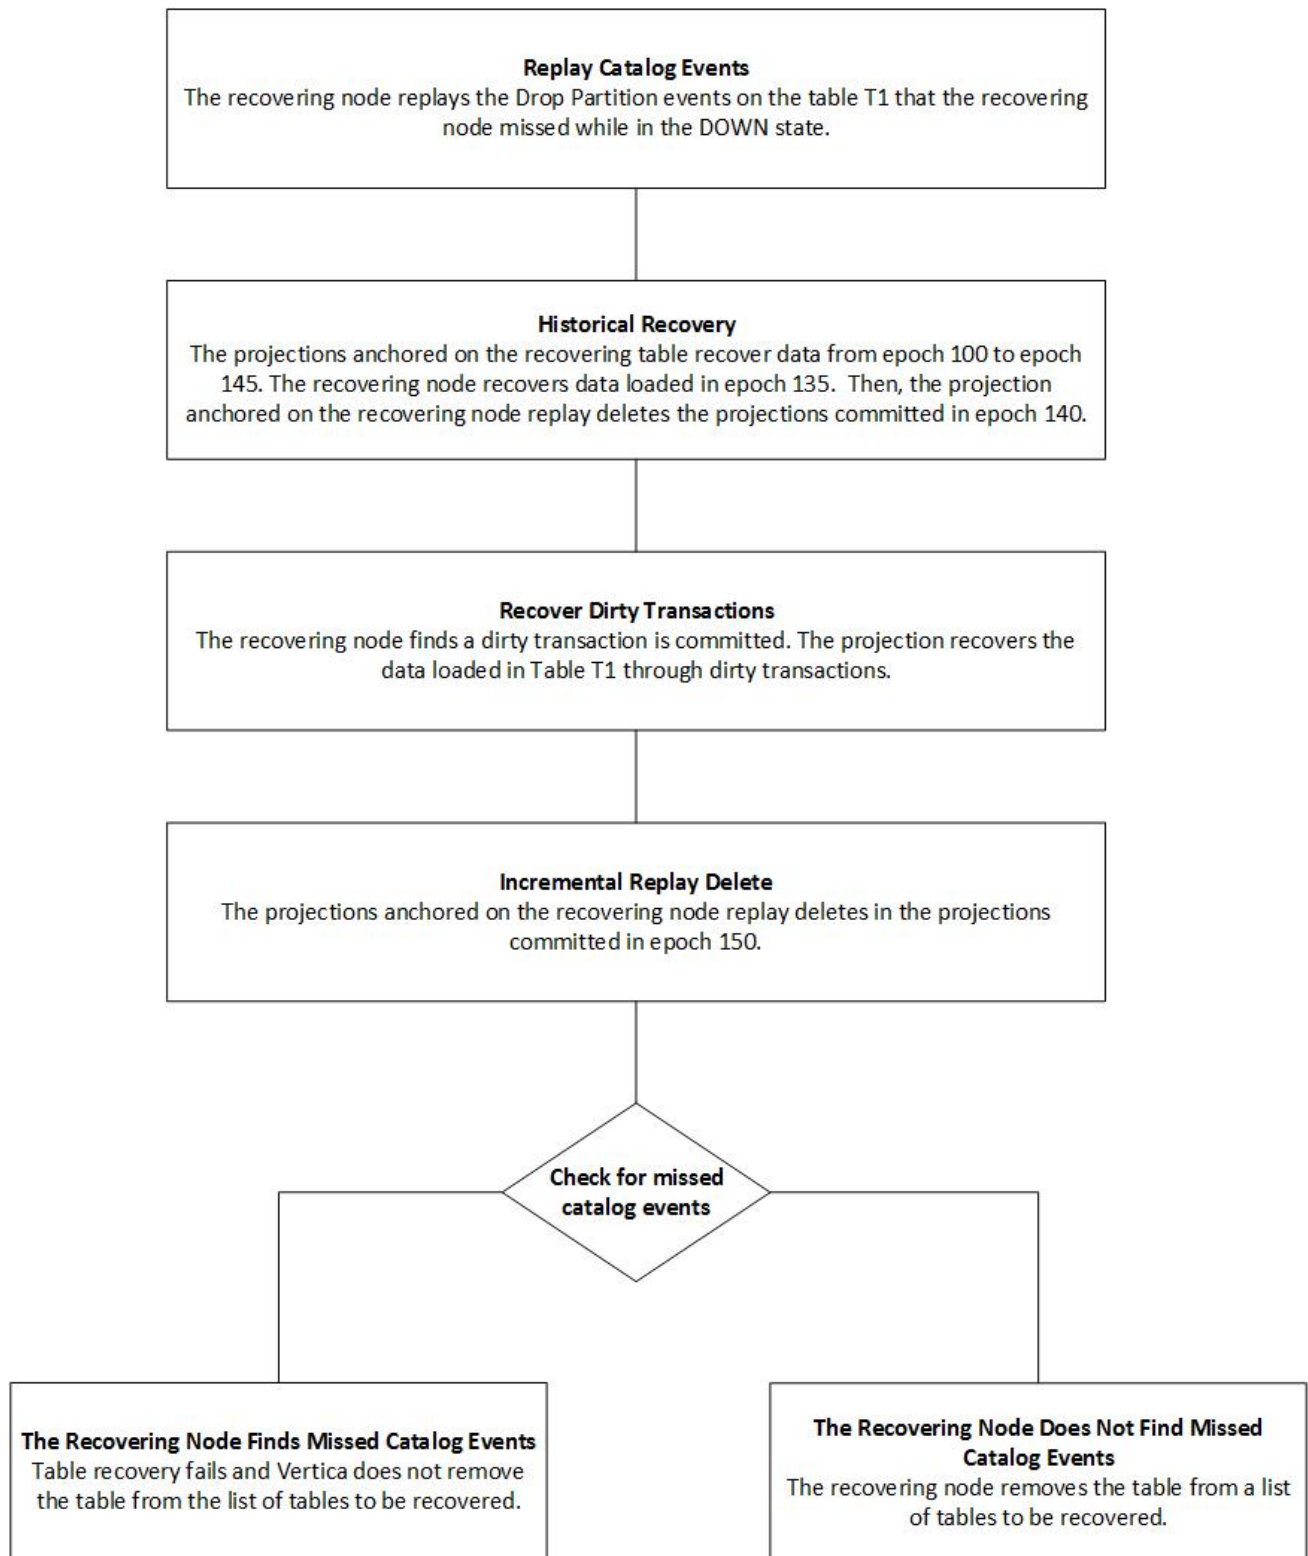 Replay Catalog Events
The recovering node replays the Drop Partition events on the table T1 that the recovering
node missed while in the DOWN state.
Historical Recovery
The projections anchored on the recovering table recover data from epoch 100 to epoch
145. The recovering node recovers data loaded in epoch 135. Then, the projection
anchored on the recovering node replay deletes the projections committed in epoch 140.
Recover Dirty Transactions
The recovering node finds a dirty transaction is committed. The projection recovers the
data loaded in Table T1 through dirty transactions.
Incremental Replay Delete
The projections anchored on the recovering node replay deletes in the projections
committed in epoch 150.
Check for missed
catalog events
The Recovering Node Finds Missed Catalog Events
Table recovery fails and Vertica does not remove
the table from the list of tables to be recovered.
The Recovering Node Does Not Find Missed
Catalog Events
The recovering node removes the table from a list
of tables to be recovered.